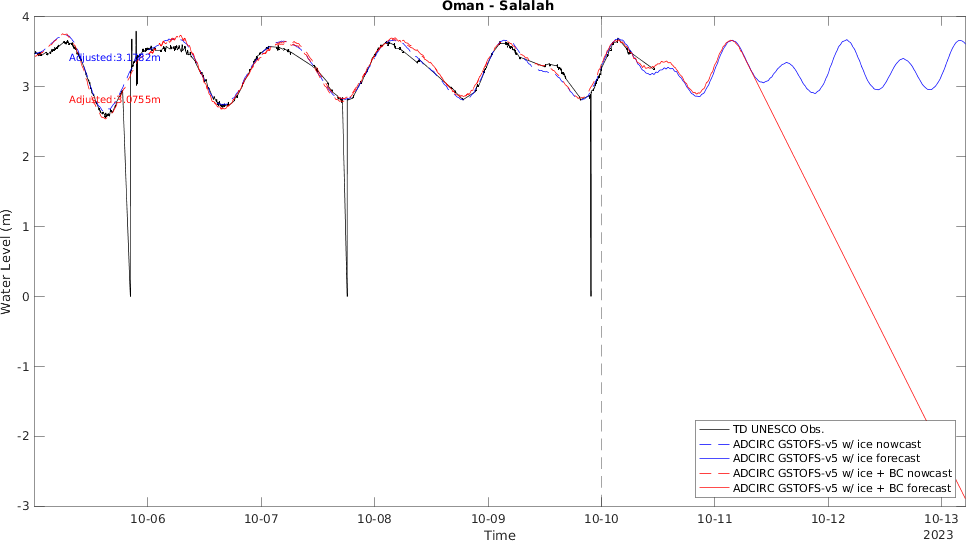 Oman - Salalah
4
3
2
1
0
-1
-2
-3
Water Level (m)
Adjusted:3.1282m
Adjusted:3.0755m
TD UNESCO Obs.
ADCIRC GSTOFS-v5 w/ ice nowcast
ADCIRC GSTOFS-v5 w/ ice forecast
ADCIRC GSTOFS-v5 w/ ice + BC nowcast
ADCIRC GSTOFS-v5 w/ ice + BC forecast
10-06
10-07
10-08
10-09
10-10
10-11
10-12
10-13
Time
2023